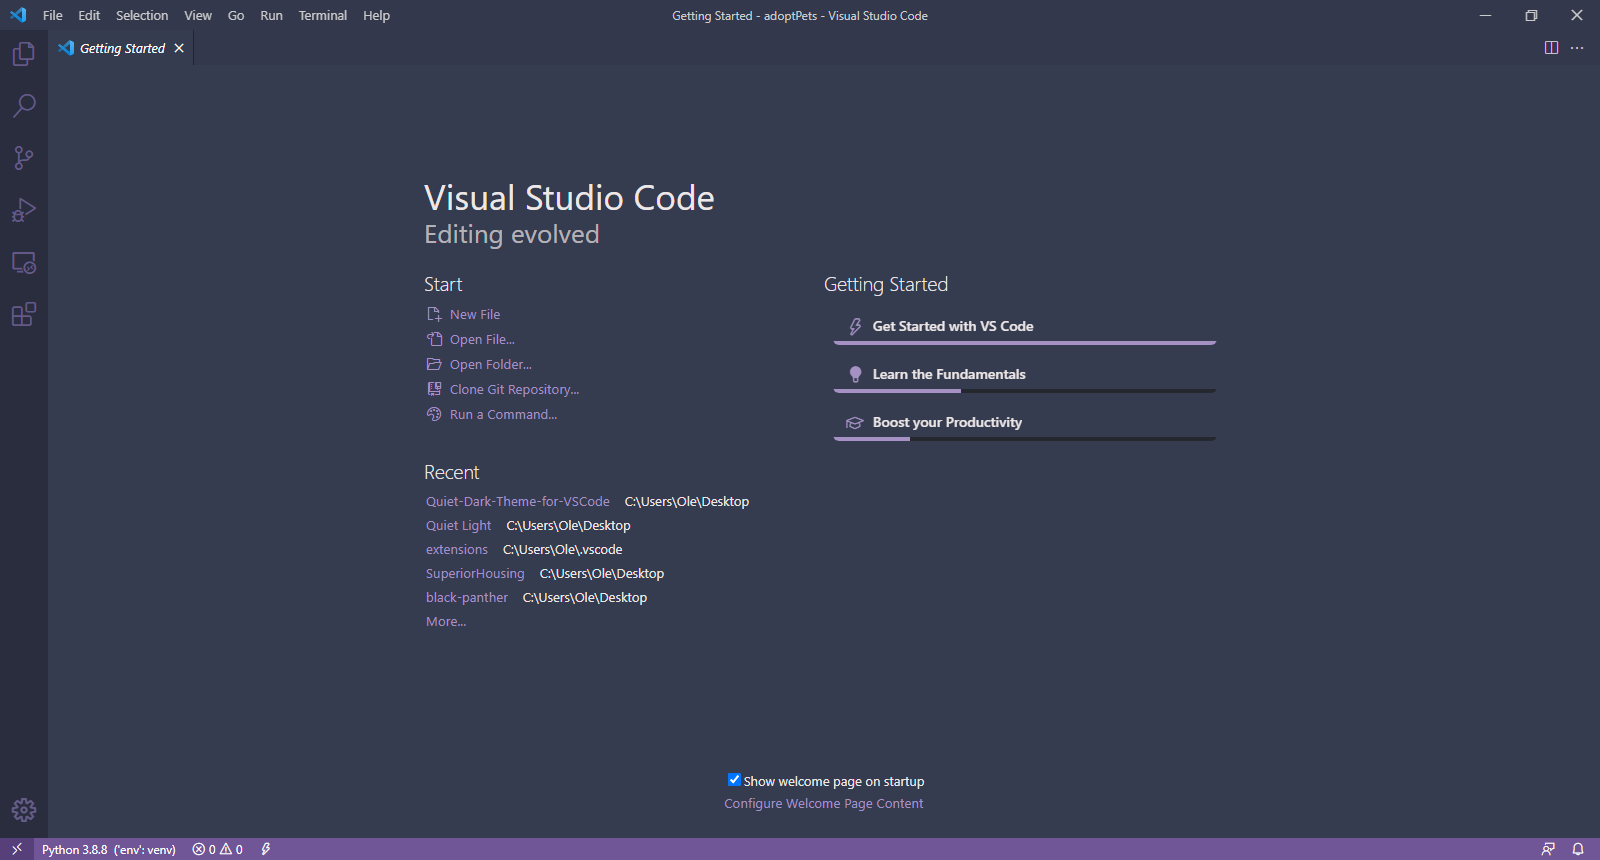 File Edit Selection View Go Run Terminal Help
Getting Started - adoptPets - Visual Studio Code
Getting Started
Visual Studio Code
Editing evolved
Start
New File
Open File...
Open Folder...
Clone Git Repository...
Run a Command...
Recent
Quiet-Dark-Theme-for-VSCode C:\Users\Ole\Desktop
Quiet Light C:\Users\Ole\Desktop
extensions C:\Users\Ole\.vscode
SuperiorHousing C:\Users\Ole\Desktop
black-panther C:\Users\Ole\Desktop
More...
Getting Started
Get Started with VS Code
Learn the Fundamentals
Boost your Productivity
Show welcome page on startup
Configure Welcome Page Content
Python 3.8.8 ('env': venv) 0 0